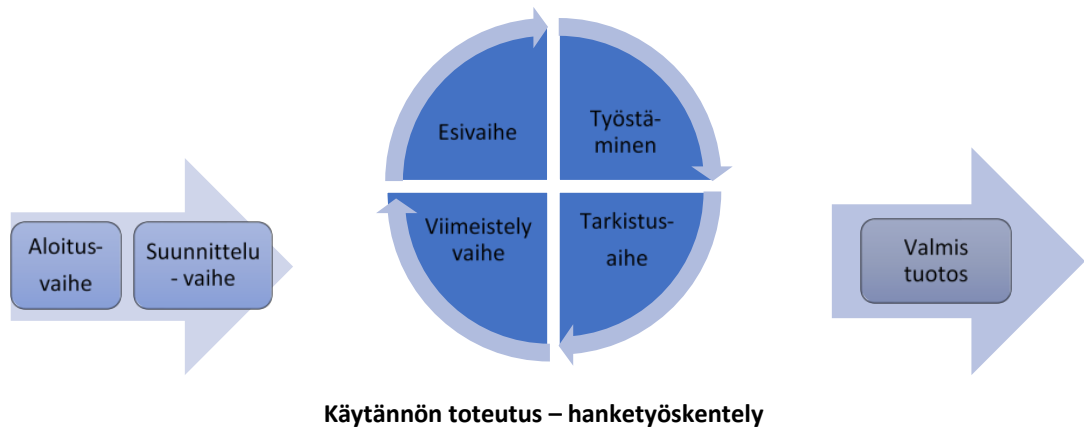 Aloitus-
vaihe
Suunnittelu
- vaihe
Esivaihe
Työstä-
minen
Viimeistely
vaihe
Tarkistus-
aihe
Valmis
tuotos
Käytännön toteutus – hanketyöskentely